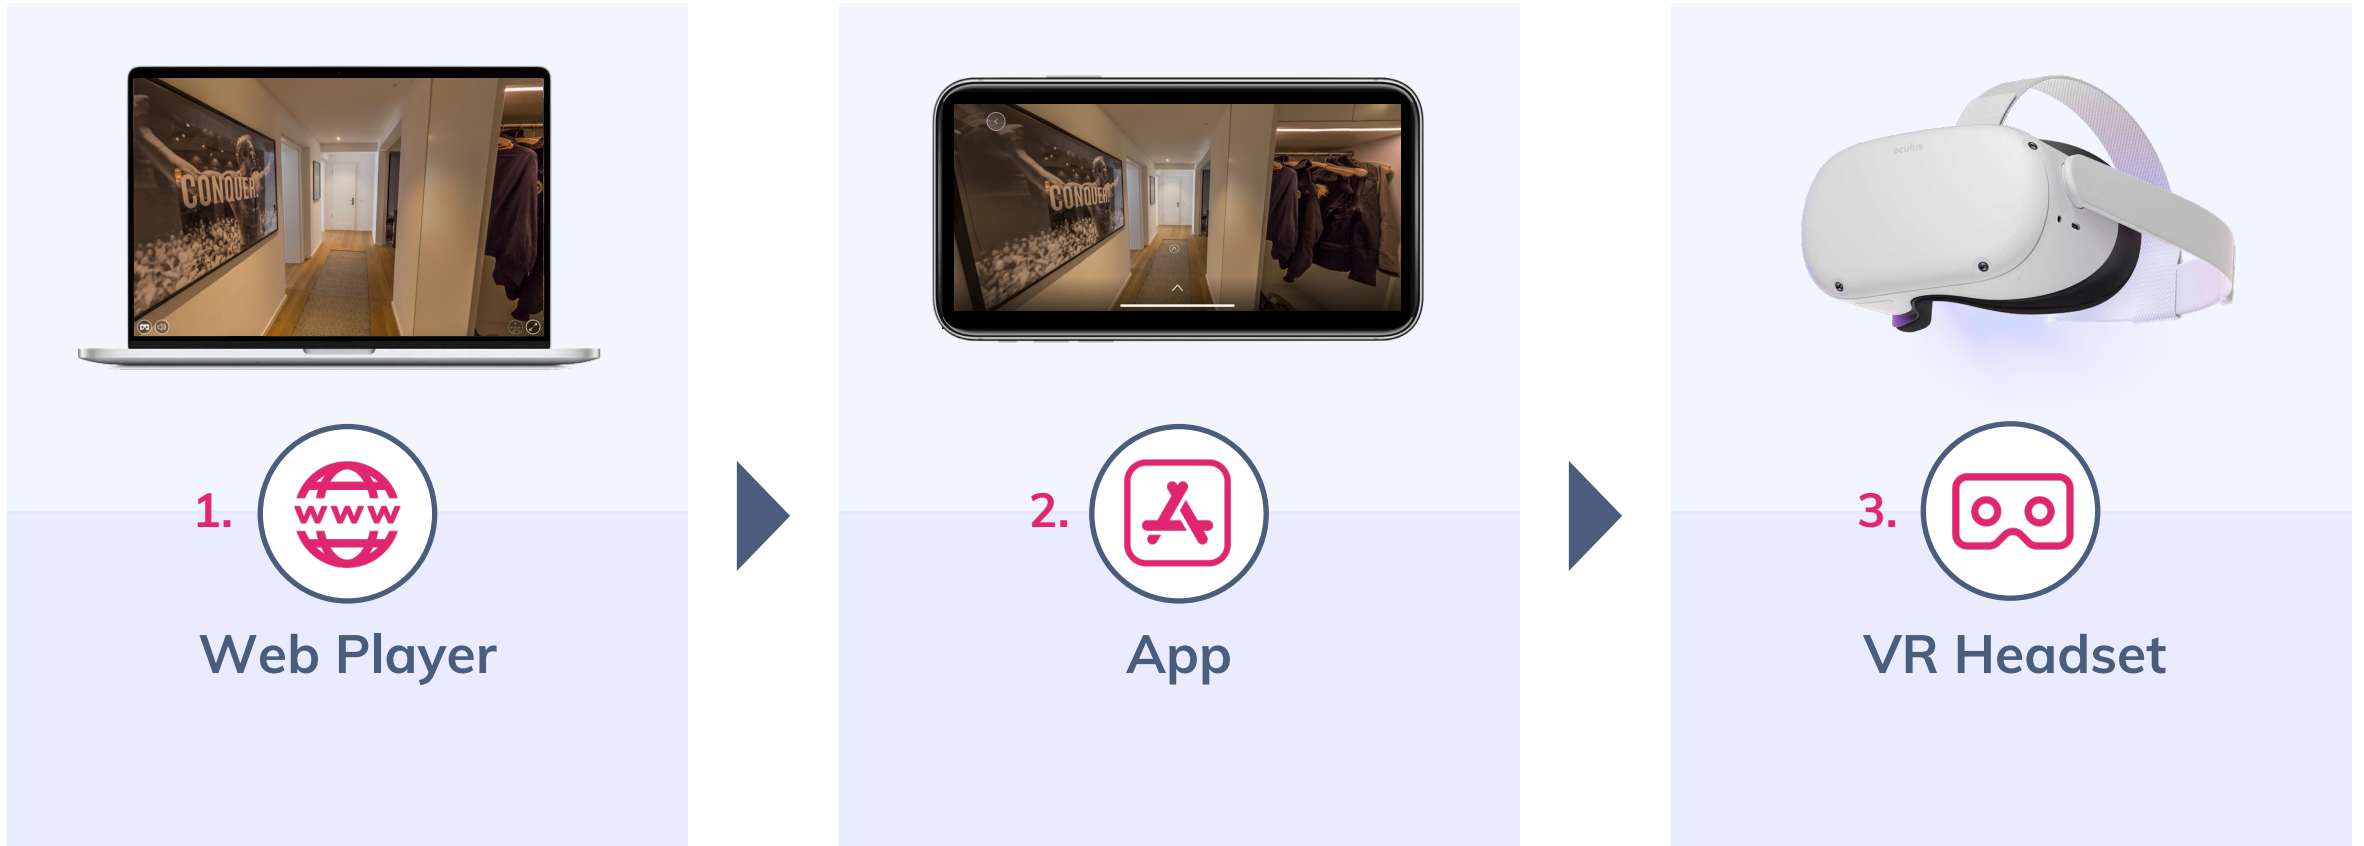 CONQUER
CONQUER
oculus
1.
WWW
2.
3.
Web Player
App
VR Headset